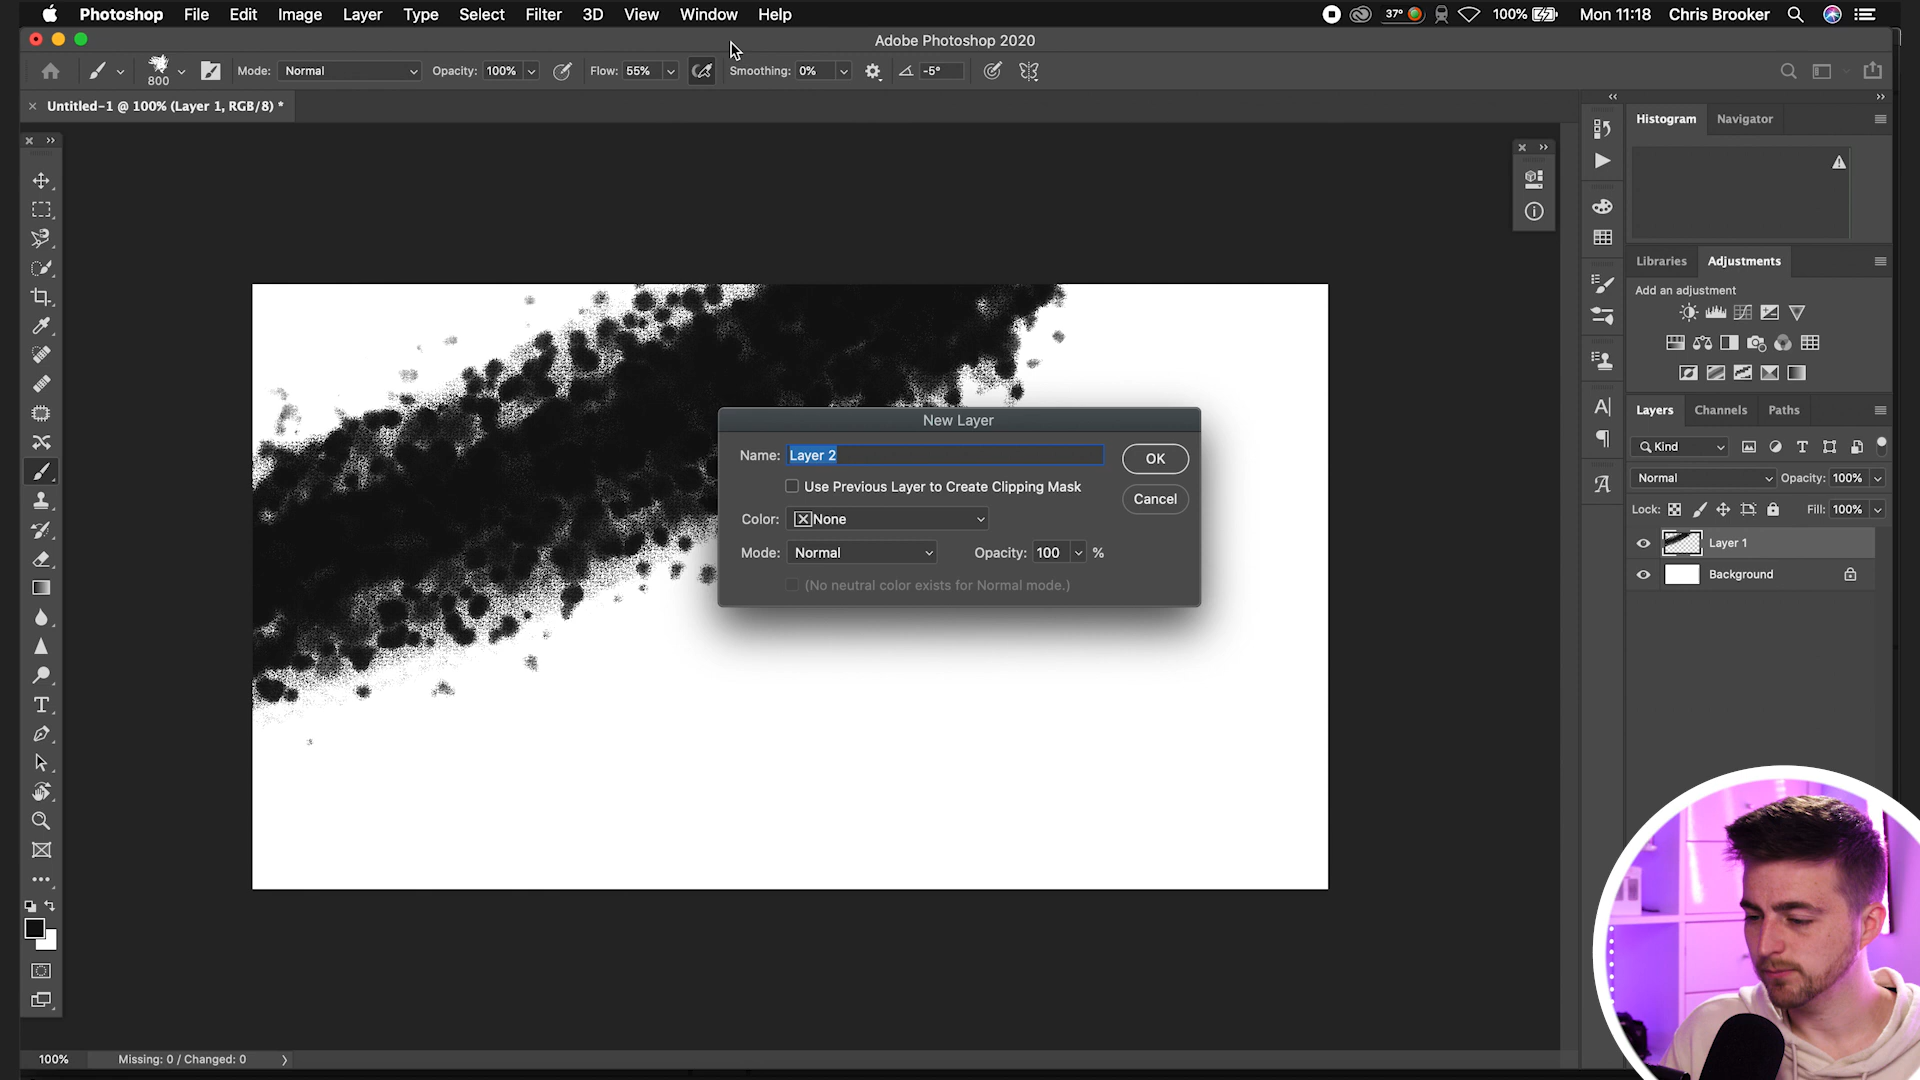 Photoshop File Edit Image Layer Type Select Filter 3D View Window Help 37° 100% Mon 11:18 Chris Brooker
Adobe Photoshop 2020
800 Mode: Normal Opacity: 100% Flow: 55% Smoothing: 0% -5°
Untitled-1 @ 100% (Layer 1, RGB/8) *
Histogram Navigator
Libraries Adjustments
Add an adjustment
Layers Channels Paths
Kind
Normal Opacity: 100%
Lock: Fill: 100%
Layer 1
Background
New Layer
Name: Layer 2 OK
Use Previous Layer to Create Clipping Mask
Cancel
Color: None
Mode: Normal Opacity: 100 %
(No neutral color exists for Normal mode.)
100% Missing: 0 / Changed: 0